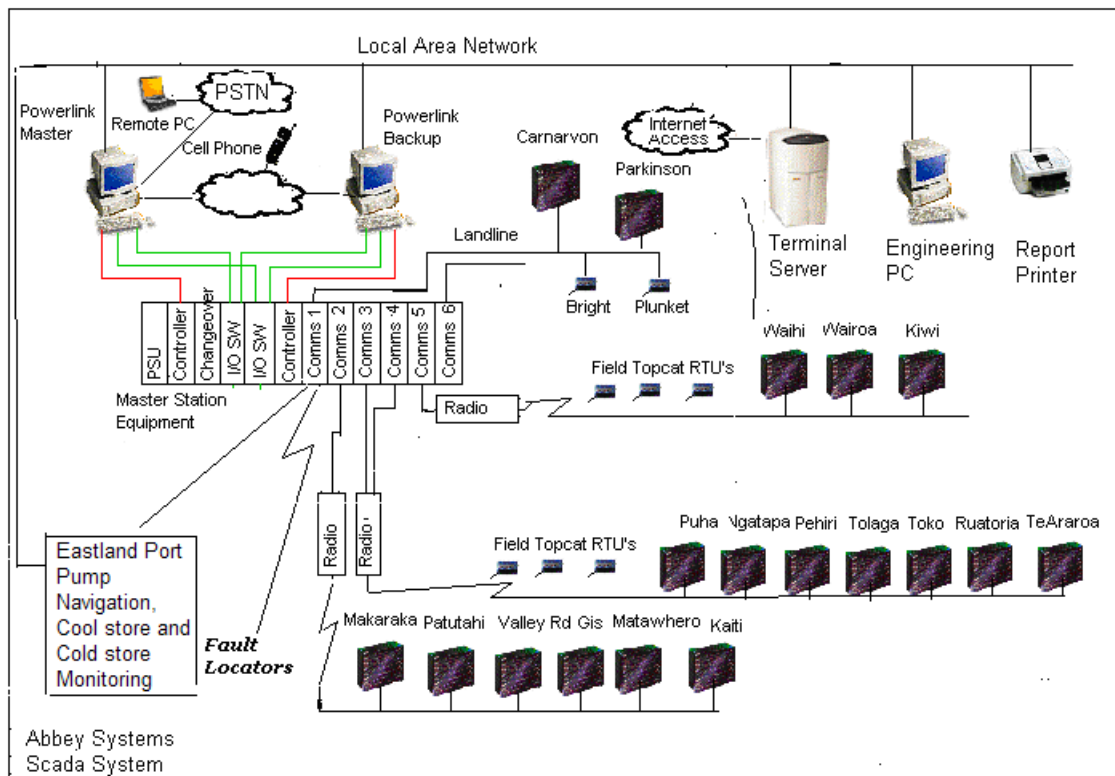 Local Area Network
Powerlink
Master
Remote PC
PSTN
Cell Phone
Powerlink
Backup
Carnarvon
Parkinson
Internet
Access
Landline
Bright
Plunket
Terminal
Server
Engineering
PC
Report
Printer
PSU
Controller
Changeover
I/O SW
I/O SW
Controller
Comms 1
Comms 2
Comms 3
Comms 4
Comms 5
Comms 6
Master Station
Equipment
Radio
Field Topcat RTU's
Waihi
Wairoa
Kiwi
Radio
Radio
Field Topcat RTU's
Puha
Ngatapa
Pehiri
Tolaga
Toko
Ruatoria
TeAraroa
Eastland Port
Pump
Navigation,
Cool store and
Cold store
Monitoring
Fault
Locators
Makaraka
Patutahi
Valley Rd Gis
Matawhero
Kaiti
Abbey Systems
Scada System